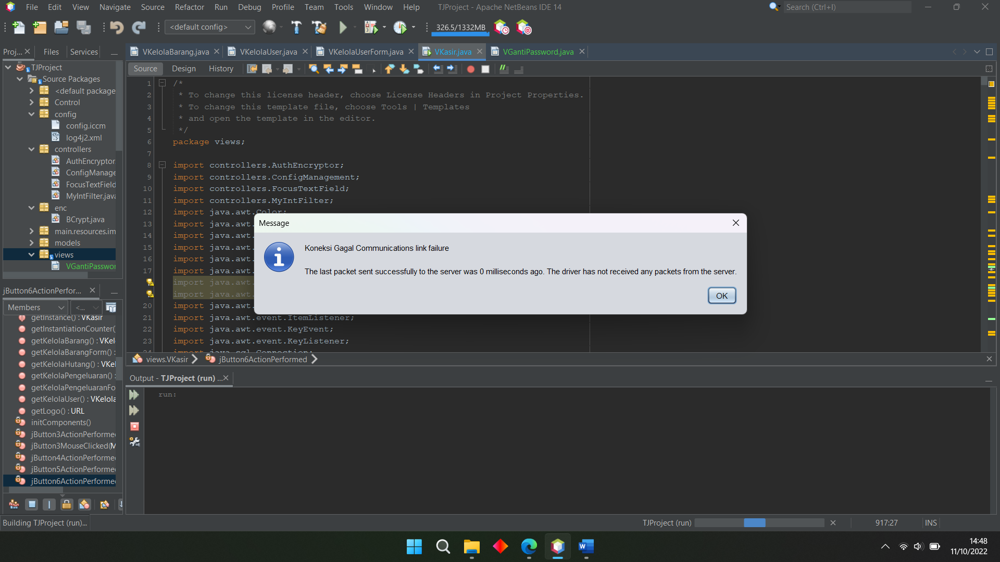 File Edit View Navigate Source Refactor Run Debug Profile Team Tools Window Help TJProject - Apache NetBeans IDE 14 Search (Ctrl+I)
<default config> 326.5/1332MB
Proj... Files Services VKelolaBarang.java VKelolaUser.java VKelolaUserForm.java VKasir.java VGantiPassword.java
Source Design History
TJProject
Source Packages
<default package
Control
config
config.iccm
log4j2.xml
controllers
AuthEncryptor
ConfigManage
FocusTextField
MyIntFilter.java
enc
BCrypt.java
main.resources.im
models
views
VGantiPasswor
1 /*
2 * To change this license header, choose License Headers in Project Properties.
3 * To change this template file, choose Tools | Templates
4 * and open the template in the editor.
5 */
6 package views;
7
8 import controllers.AuthEncryptor;
9 import controllers.ConfigManagement;
10 import controllers.FocusTextField;
11 import controllers.MyIntFilter;
12 import java.awt.Color;
13 import java.awt.
14 import java.awt.
15 import java.awt.
16 import java.awt.
17 import java.awt.
import java.awt.
import java.awt.
20 import java.awt.
21 import java.awt.event.ItemListener;
22 import java.awt.event.KeyEvent;
23 import java.awt.event.KeyListener;
24 import java.sql.Connection;
Message
Koneksi Gagal Communications link failure
The last packet sent successfully to the server was 0 milliseconds ago. The driver has not received any packets from the server.
OK
views.VKasir jButton6ActionPerformed
jButton6ActionPerfor...
Members <...
getInstance() : VKasir
getInstantiationCounter(
getKelolaBarang() : VKel
getKelolaBarangForm() :
getKelolaHutang() : VKel
getKelolaPengeluaran() :
getKelolaPengeluaranFo
getKelolaUser() : VKelola
getLogo() : URL
initComponents()
jButton3ActionPerformed
jButton3MouseClicked(M
jButton4ActionPerformed
jButton5ActionPerformed
jButton6ActionPerformed
Output - TJProject (run) ...
run:
Building TJProject (run)... TJProject (run) 917:27 INS
14:48
11/10/2022